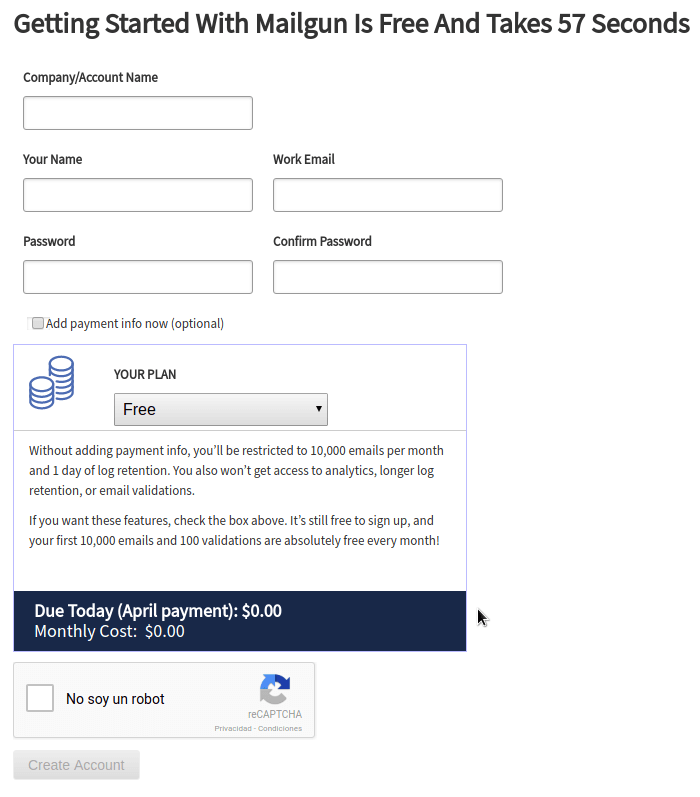 Getting Started With Mailgun Is Free And Takes 57 Seconds
Company/Account Name
Your Name
Work Email
Password
Confirm Password
Add payment info now (optional)
YOUR PLAN
Free
Without adding payment info, you’ll be restricted to 10,000 emails per month
and 1 day of log retention. You also won’t get access to analytics, longer log
retention, or email validations.
If you want these features, check the box above. It’s still free to sign up, and
your first 10,000 emails and 100 validations are absolutely free every month!
Due Today (April payment): $0.00
Monthly Cost: $0.00
No soy un robot
reCAPTCHA
Privacidad - Condiciones
Create Account